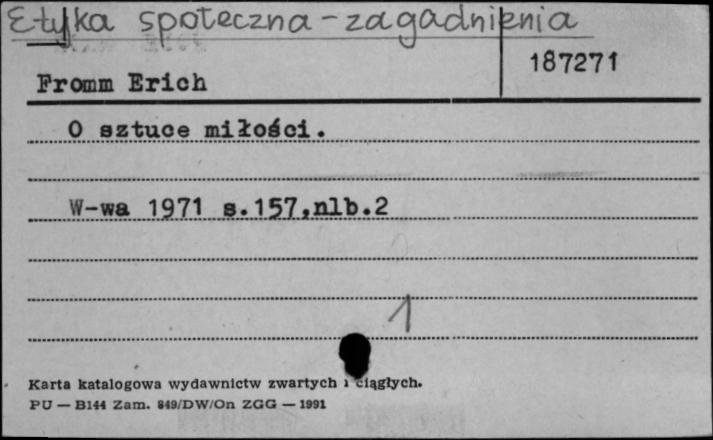 Etyka społeczna - zagadnienia
187271
Fromm Erich
O sztuce miłości.
W-wa 1971 s.157,nlb.2
1
Karta katalogowa wydawnictw zwartych i ciągłych.
PU — B144 Zam. 849/DW/On ZGG — 1991